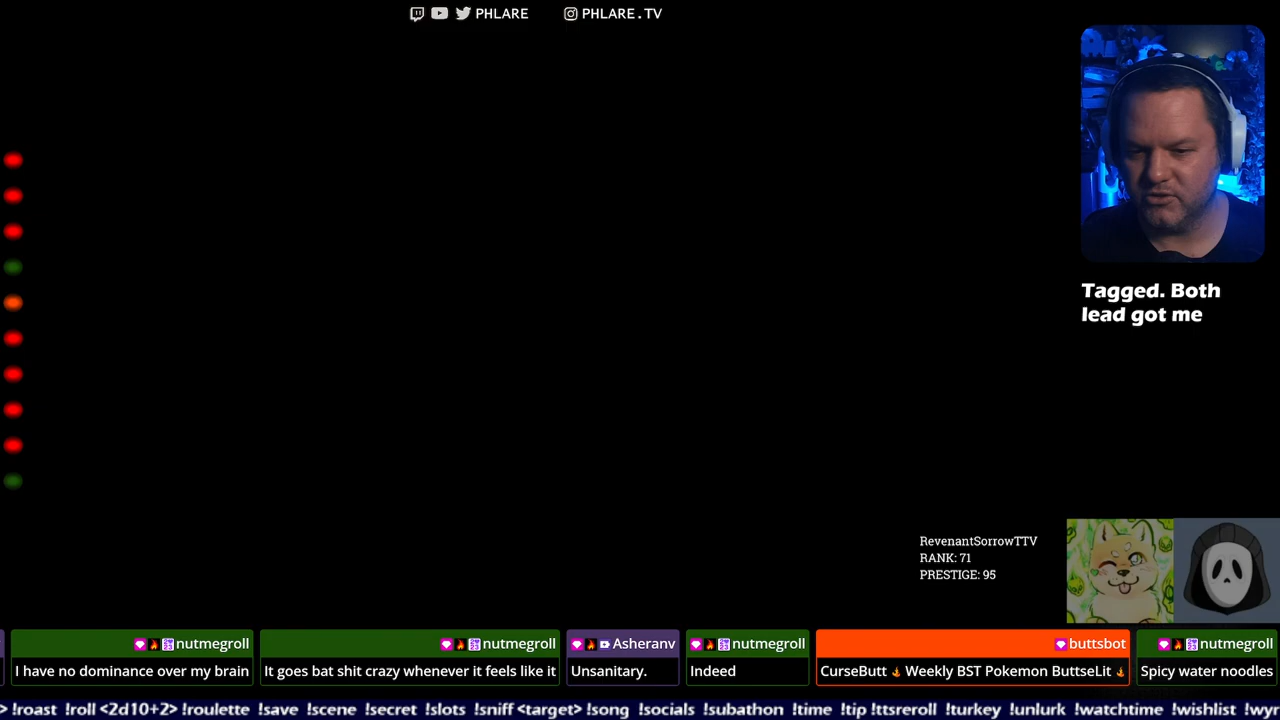 PHLARE PHLARE.TV
Tagged. Both
lead got me
RevenantSorrowTTV
RANK: 71
PRESTIGE: 95
nutmegroll
I have no dominance over my brain
nutmegroll
It goes bat shit crazy whenever it feels like it
Asheranv
Unsanitary.
nutmegroll
Indeed
buttsbot
CurseButt 🔥 Weekly BST Pokemon ButtseLit 🔥
nutmegroll
Spicy water noodles
> !roast !roll <2d10+2> !roulette !save !scene !secret !slots !sniff <target> !song !socials !subathon !time !tip !ttsreroll !turkey !unlurk !watchtime !wishlist !wyr